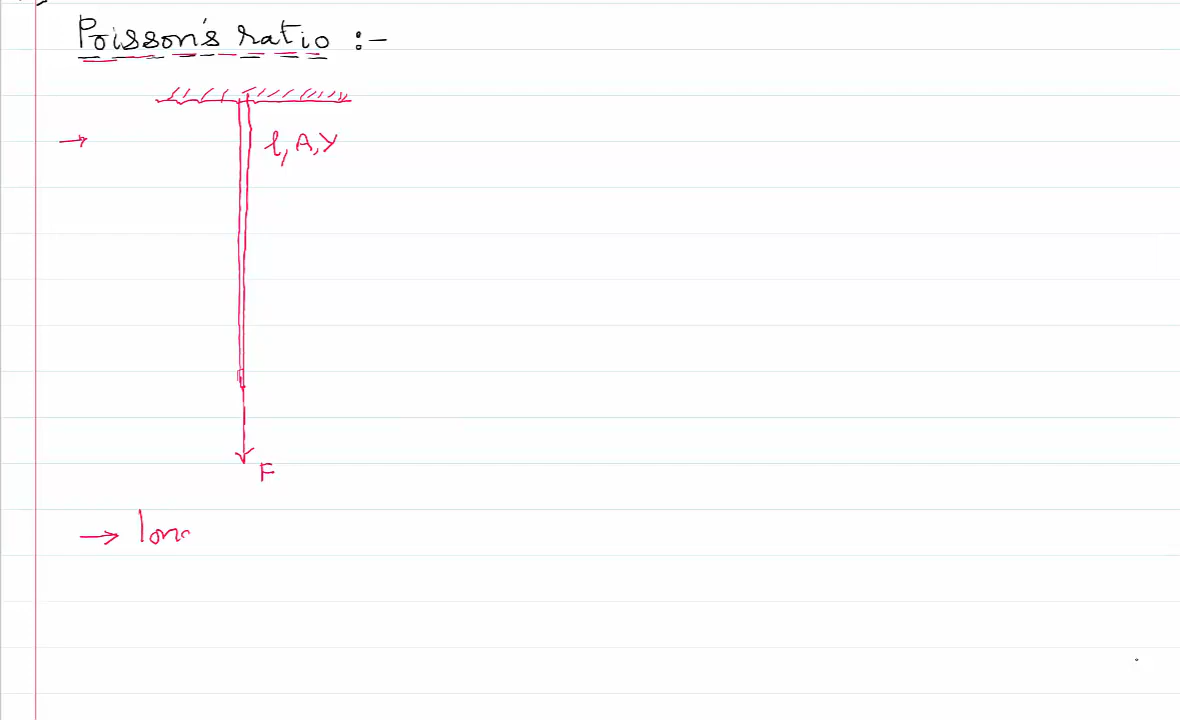 Poisson's ratio :-
→
l, A, Y
F
→ lon